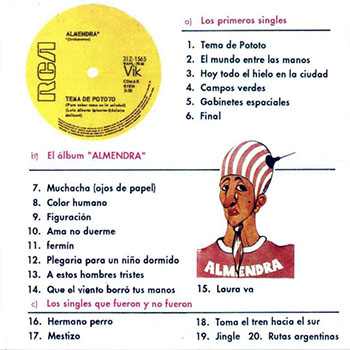 ALMENDRA"
31Z-1563
Vik
RCA
CDMAR
TEMA DE POTOTO
a) Los primeros singles
1. Tema de Pototo
2. El mundo entre las manos
3. Hoy todo el hielo en la ciudad
4. Campos verdes
5. Gabinetes espaciales
6. Final
b) El álbum "ALMENDRA"
7. Muchacha (ojos de papel)
8. Color humano
9. Figuración
10. Ama no duerme
11. fermín
12. Plegaria para un niño dormido
13. A estos hombres tristes
14. Que el viento borró tus manos
ALMENDRA
15. Laura va
c) Los singles que fueron y no fueron
16. Hermano perro
17. Mestizo
18. Toma el tren hacia el sur
19. Jingle 20. Rutas argentinas